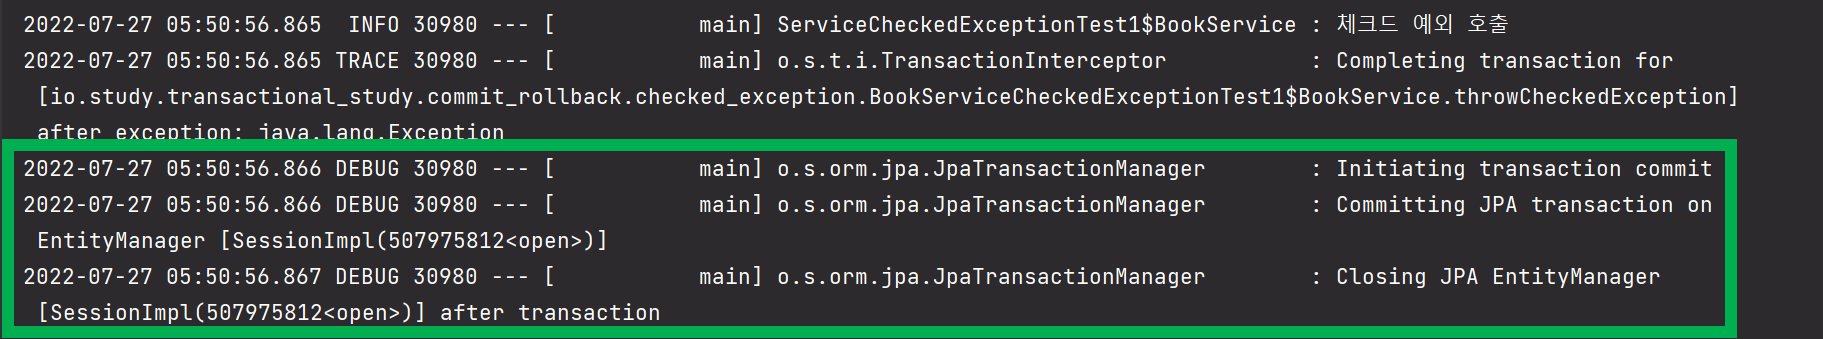 2022-07-27 05:50:56.865  INFO 30980 --- [           main] ServiceCheckedExceptionTest1$BookService : 체크드 예외 호출
2022-07-27 05:50:56.865 TRACE 30980 --- [           main] o.s.t.i.TransactionInterceptor           : Completing transaction for
[io.study.transactional_study.commit_rollback.checked_exception.BookServiceCheckedExceptionTest1$BookService.throwCheckedException]
after exception: java.lang.Exception
2022-07-27 05:50:56.866 DEBUG 30980 --- [           main] o.s.orm.jpa.JpaTransactionManager        : Initiating transaction commit
2022-07-27 05:50:56.866 DEBUG 30980 --- [           main] o.s.orm.jpa.JpaTransactionManager        : Committing JPA transaction on
EntityManager [SessionImpl(507975812<open>)]
2022-07-27 05:50:56.867 DEBUG 30980 --- [           main] o.s.orm.jpa.JpaTransactionManager        : Closing JPA EntityManager
[SessionImpl(507975812<open>)] after transaction